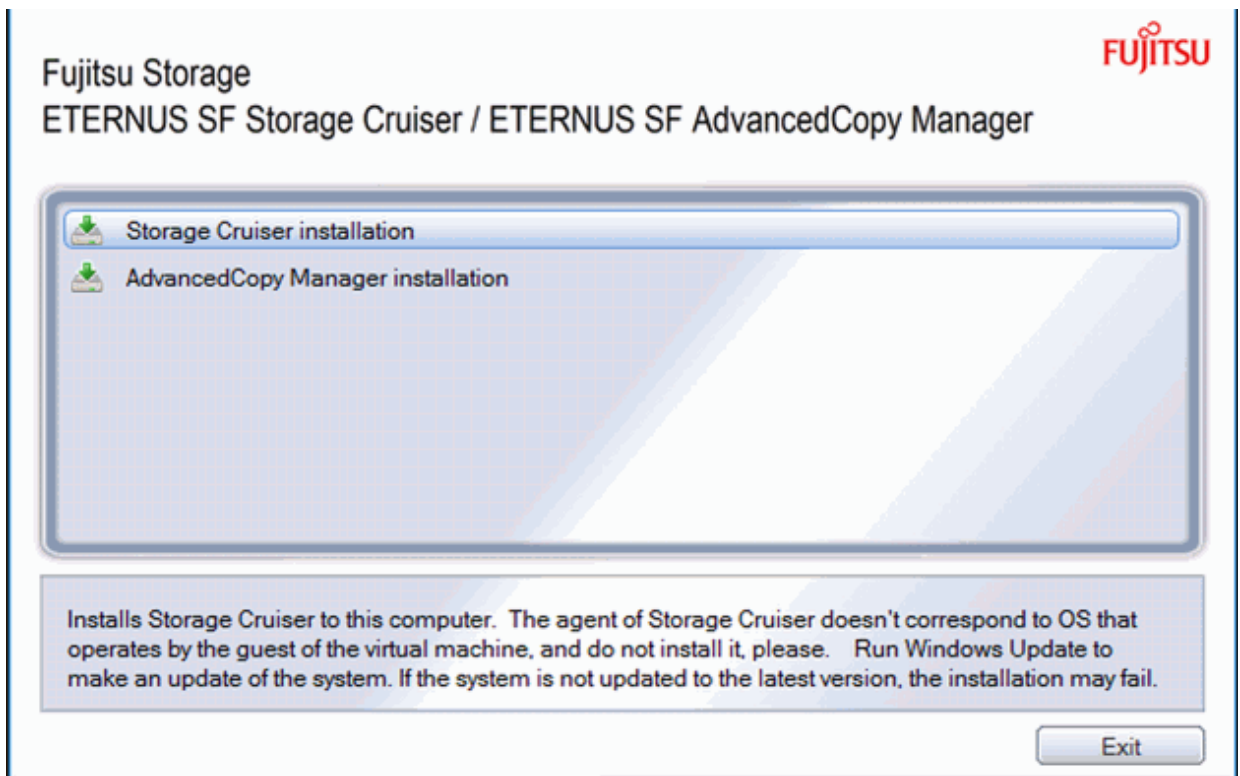 FUJITSU
Fujitsu Storage
ETERNUS SF Storage Cruiser / ETERNUS SF AdvancedCopy Manager
Storage Cruiser installation
AdvancedCopy Manager installation
Installs Storage Cruiser to this computer.  The agent of Storage Cruiser doesn't correspond to OS that
operates by the guest of the virtual machine, and do not install it, please.   Run Windows Update to
make an update of the system. If the system is not updated to the latest version, the installation may fail.
Exit